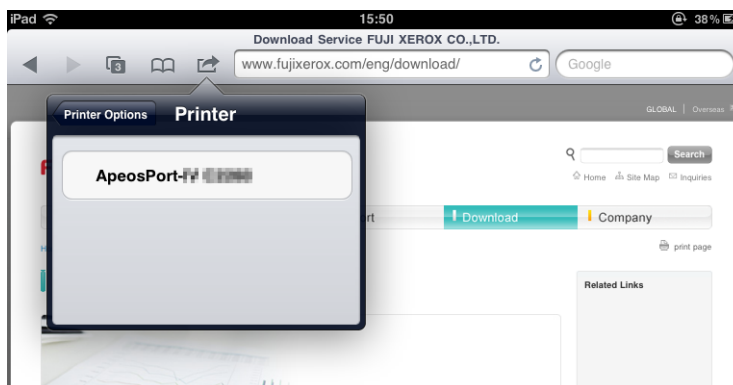 iPad 15:50 38%
Download Service FUJI XEROX CO.,LTD.
3 www.fujixerox.com/eng/download/ Google
Printer Options Printer
GLOBAL | Overseas
ApeosPort-
Search
Home Site Map Inquiries
rt Download Company
print page
Related Links